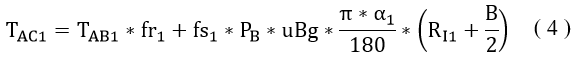 T_AC1 = T_AB1 * fr_1 + fs_1 * P_B * uBg * (π * α_1)/180 * (R_I1 + B/2) ( 4 )